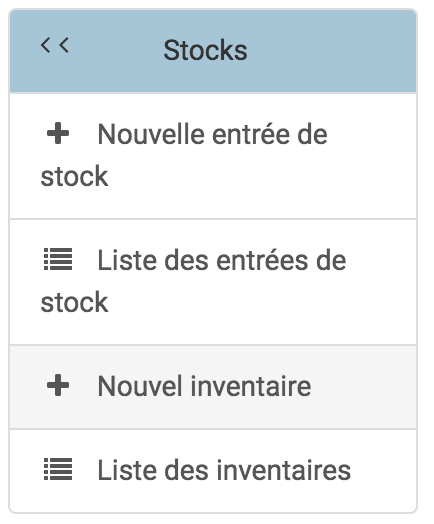 Stocks
Nouvelle entrée de
stock
Liste des entrées de
stock
Nouvel inventaire
Liste des inventaires